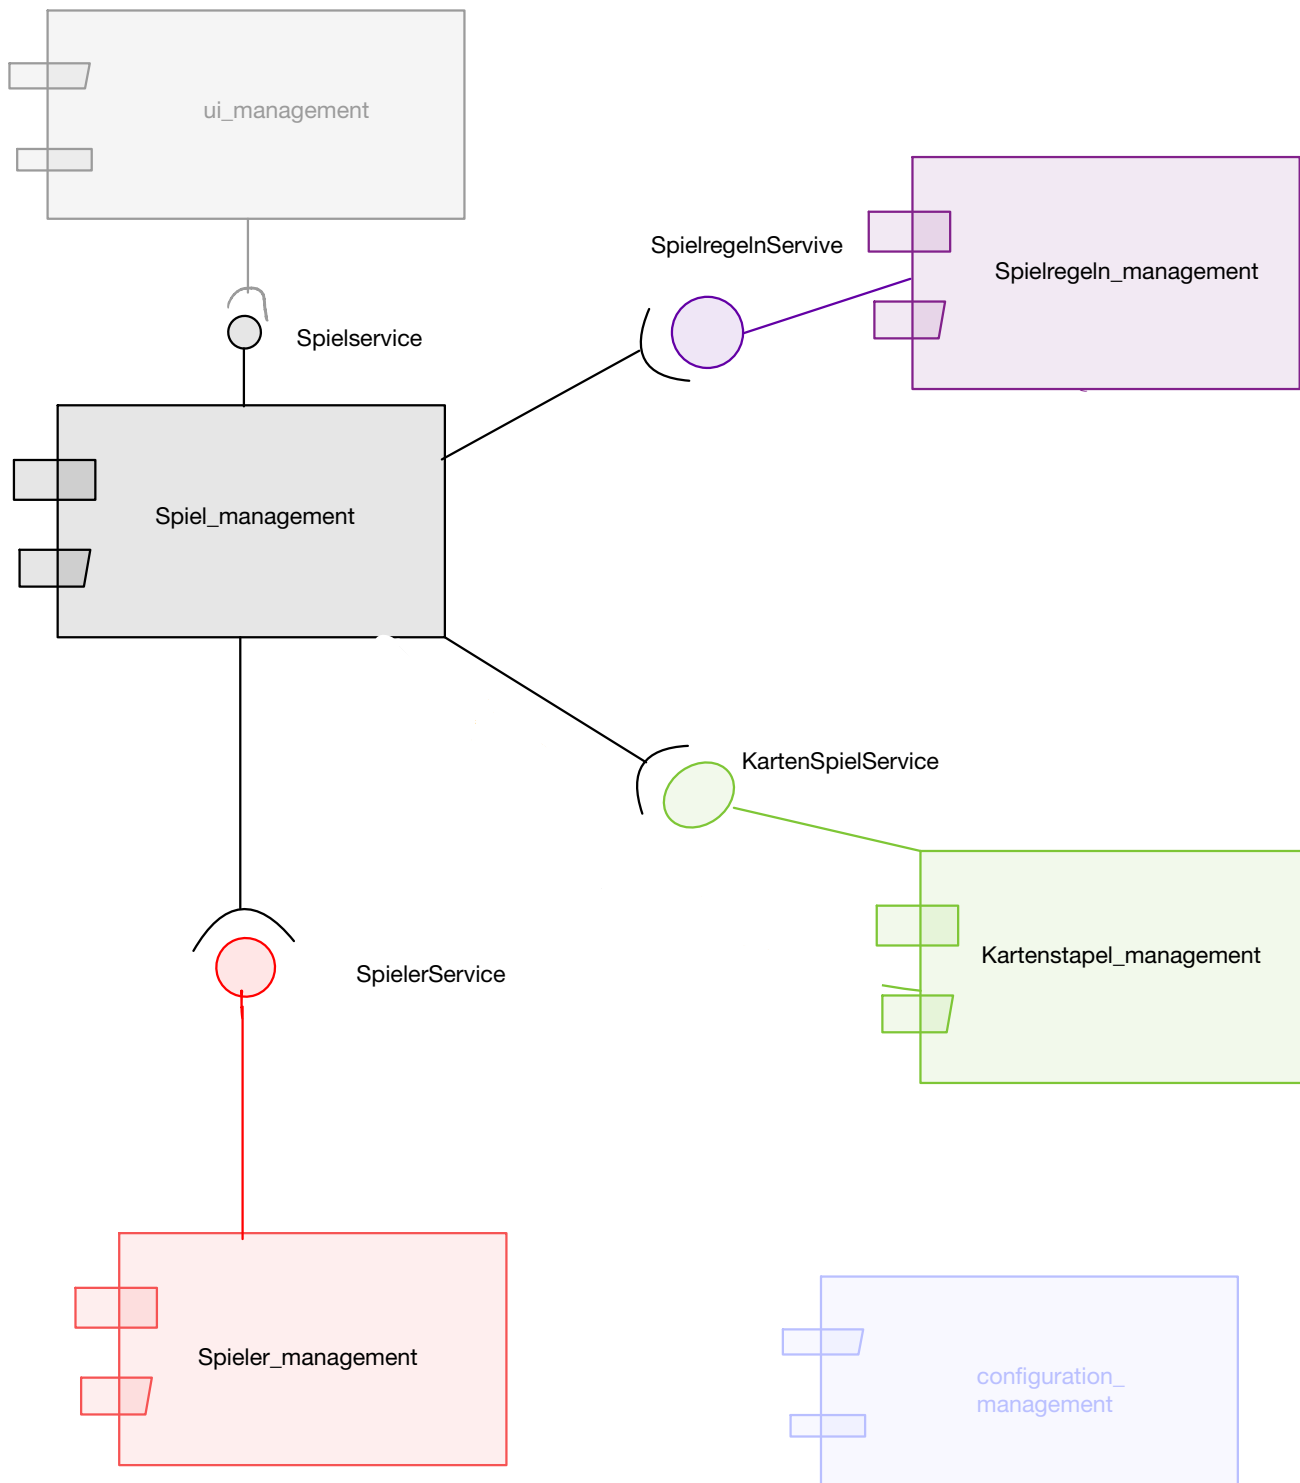 ui_management
SpielregelnServive
Spielregeln_management
Spielservice
Spiel_management
KartenSpielService
Kartenstapel_management
SpielerService
Spieler_management
configuration_
management